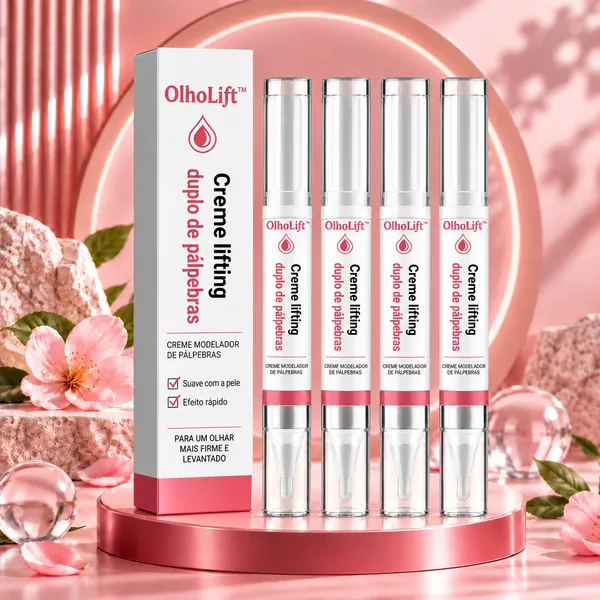 OlhoLift™
Creme lifting
duplo de pálpebras
CREME MODELADOR
DE PÁLPEBRAS
Suave com a pele
Efeito rápido
PARA UM OLHAR
MAIS FIRME E
LEVANTADO
OlhoLift™
Creme lifting
duplo de pálpebras
CREME MODELADOR
DE PÁLPEBRAS
OlhoLift™
Creme lifting
duplo de pálpebras
CREME MODELADOR
DE PÁLPEBRAS
OlhoLift™
Creme lifting
duplo de pálpebras
CREME MODELADOR
DE PÁLPEBRAS
OlhoLift™
Creme lifting
duplo de pálpebras
CREME MODELADOR
DE PÁLPEBRAS